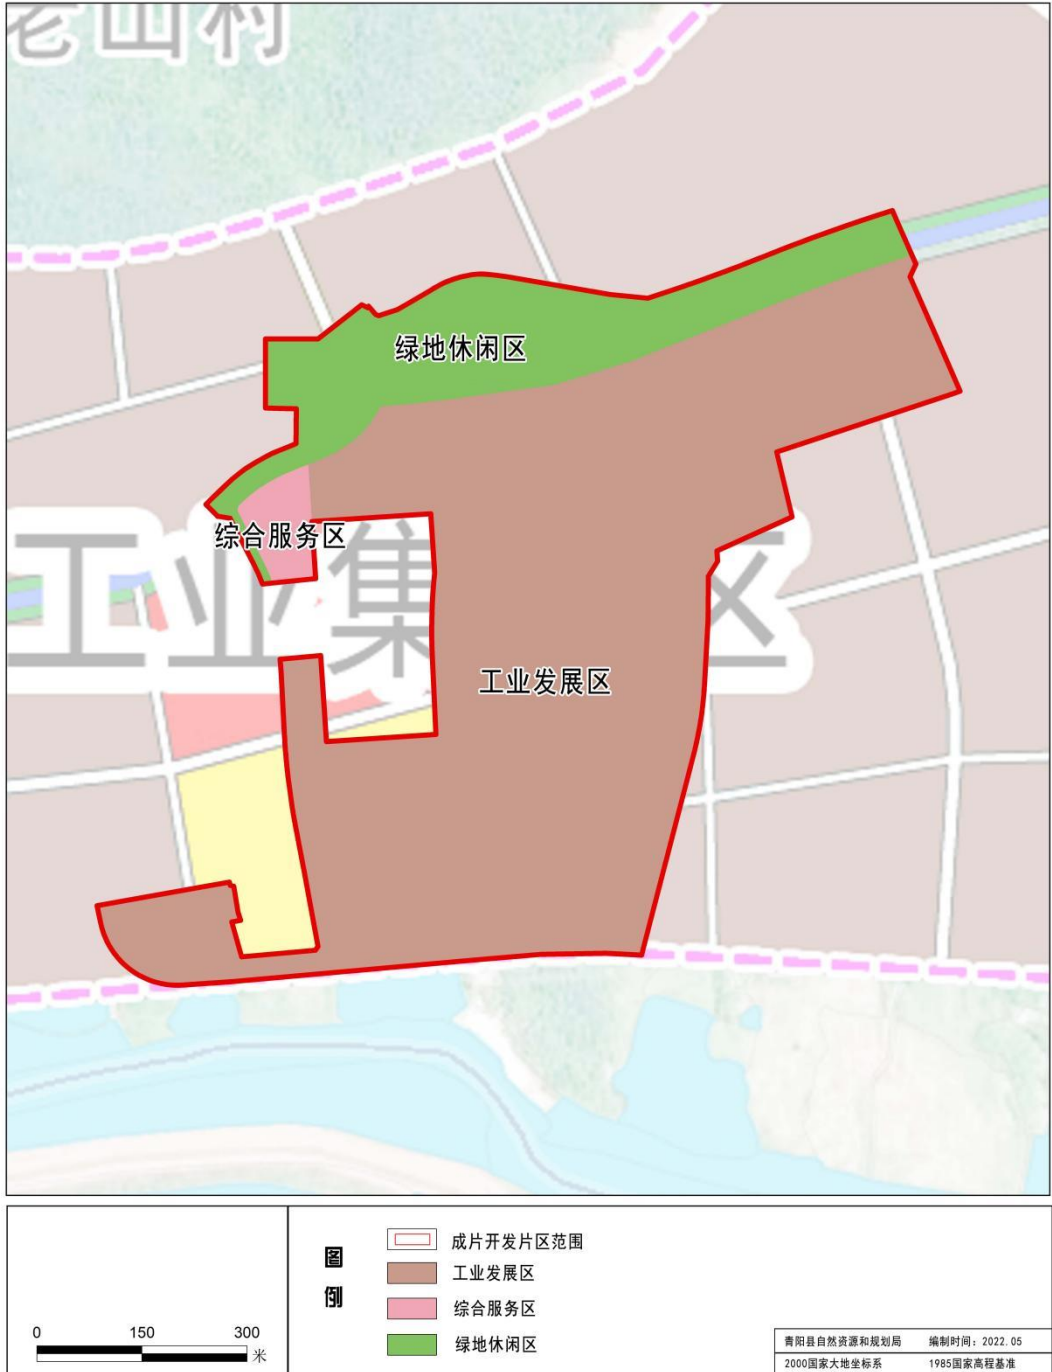 老山村
绿地休闲区
综合服务区
工业集 区
工业发展区
图例
成片开发片区范围
工业发展区
综合服务区
绿地休闲区
0 150 300 米
青阳县自然资源和规划局 编制时间：2022.05
2000国家大地坐标系 1985国家高程基准